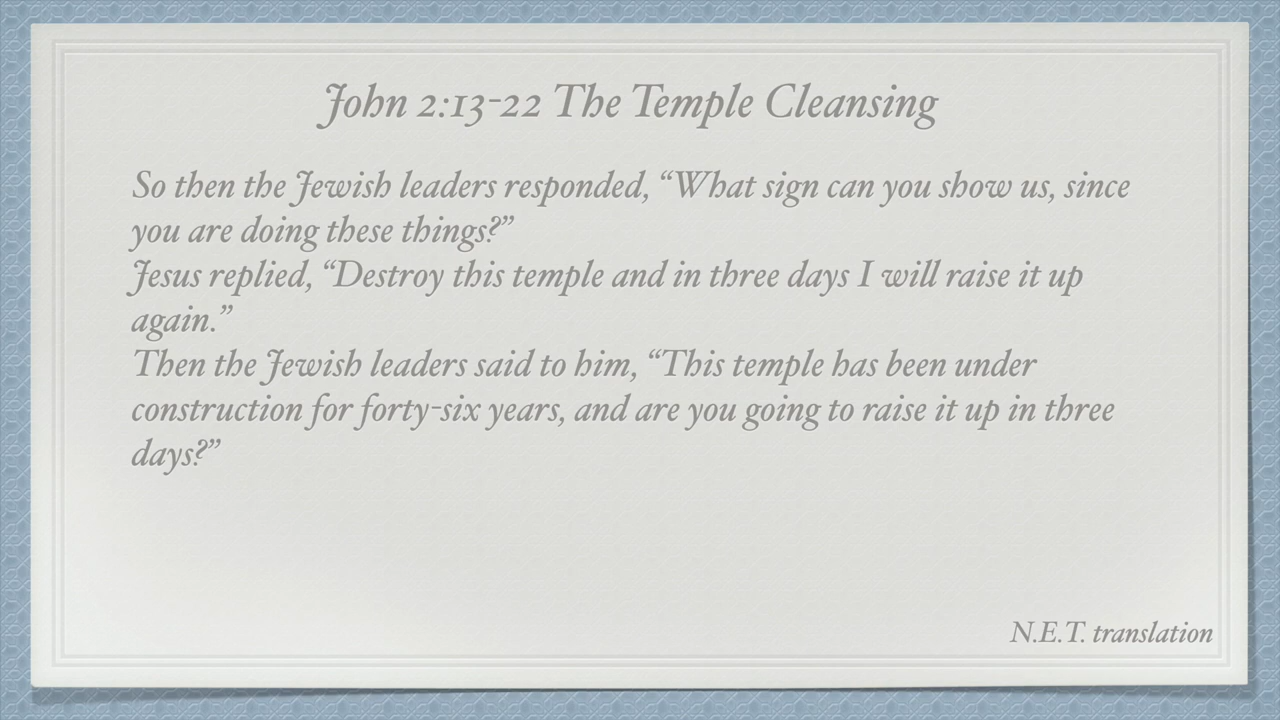 John 2:13-22 The Temple Cleansing
So then the Jewish leaders responded, “What sign can you show us, since
you are doing these things?”
Jesus replied, “Destroy this temple and in three days I will raise it up
again.”
Then the Jewish leaders said to him, “This temple has been under
construction for forty-six years, and are you going to raise it up in three
days?”
N.E.T. translation